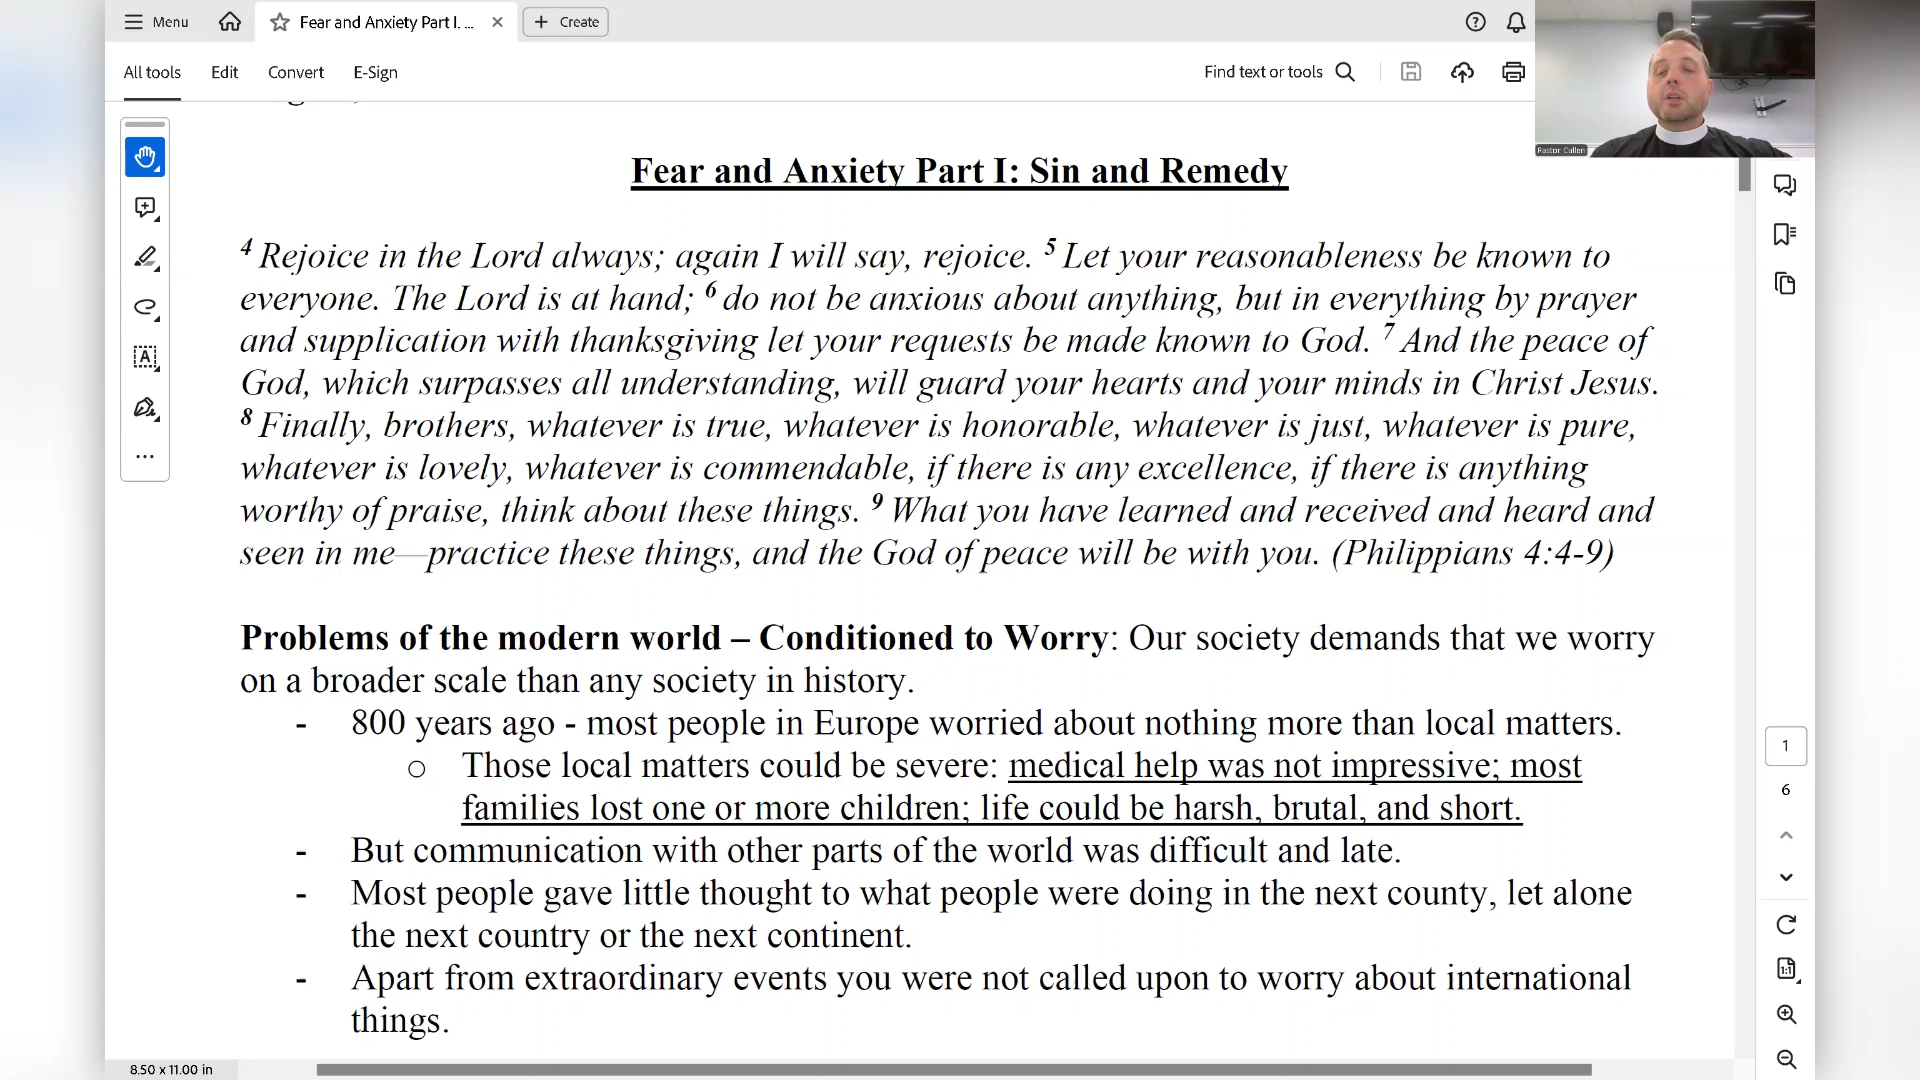 Menu
Fear and Anxiety Part I. ...
Create
All tools
Edit
Convert
E-Sign
Find text or tools
Pastor Cullen
Fear and Anxiety Part I: Sin and Remedy
4 Rejoice in the Lord always; again I will say, rejoice. 5 Let your reasonableness be known to
everyone. The Lord is at hand; 6 do not be anxious about anything, but in everything by prayer
and supplication with thanksgiving let your requests be made known to God. 7 And the peace of
God, which surpasses all understanding, will guard your hearts and your minds in Christ Jesus.
8 Finally, brothers, whatever is true, whatever is honorable, whatever is just, whatever is pure,
whatever is lovely, whatever is commendable, if there is any excellence, if there is anything
worthy of praise, think about these things. 9 What you have learned and received and heard and
seen in me—practice these things, and the God of peace will be with you. (Philippians 4:4-9)
Problems of the modern world – Conditioned to Worry: Our society demands that we worry
on a broader scale than any society in history.
- 800 years ago - most people in Europe worried about nothing more than local matters.
o Those local matters could be severe: medical help was not impressive; most
families lost one or more children; life could be harsh, brutal, and short.
- But communication with other parts of the world was difficult and late.
- Most people gave little thought to what people were doing in the next county, let alone
the next country or the next continent.
- Apart from extraordinary events you were not called upon to worry about international
things.
1
6
1:1
8.50 x 11.00 in